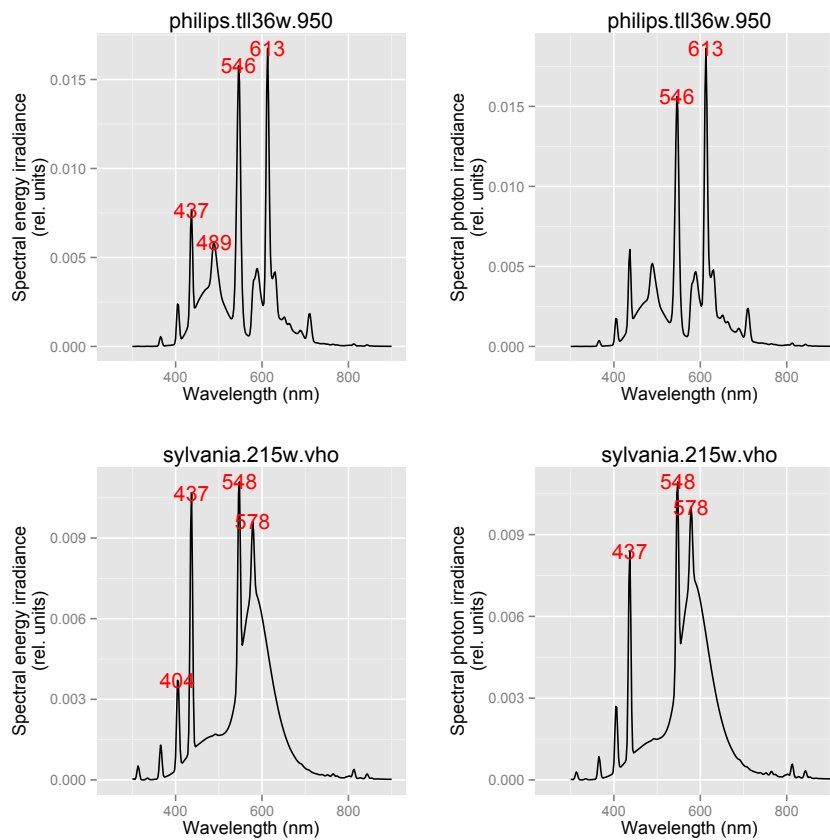 philips.tll36w.950
Spectral energy irradiance
(rel. units)
0.015
0.010
0.005
0.000
437
489
546
613
400
600
800
Wavelength (nm)
philips.tll36w.950
Spectral photon irradiance
(rel. units)
0.015
0.010
0.005
0.000
546
613
400
600
800
Wavelength (nm)
sylvania.215w.vho
Spectral energy irradiance
(rel. units)
0.009
0.006
0.003
0.000
404
437
548
578
400
600
800
Wavelength (nm)
sylvania.215w.vho
Spectral photon irradiance
(rel. units)
0.009
0.006
0.003
0.000
437
548
578
400
600
800
Wavelength (nm)